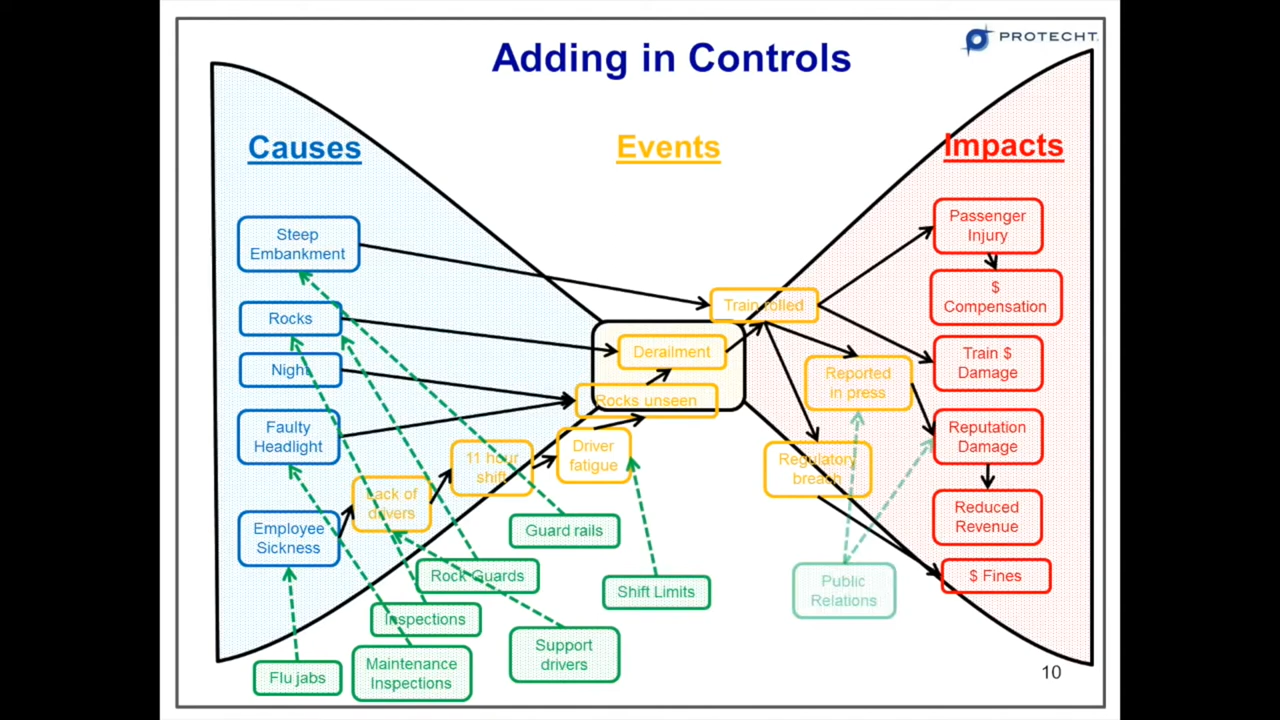 Adding in Controls
PROTECHT
Causes
Events
Impacts
Steep
Embankment
Rocks
Night
Faulty
Headlight
Employee
Sickness
Lack of
drivers
11 hour
shift
Driver
fatigue
Rocks unseen
Derailment
Train rolled
Reported
in press
Regulatory
breach
Passenger
Injury
$
Compensation
Train $
Damage
Reputation
Damage
Reduced
Revenue
$ Fines
Guard rails
Rock Guards
Shift Limits
Inspections
Support
drivers
Maintenance
Inspections
Flu jabs
Public
Relations
10